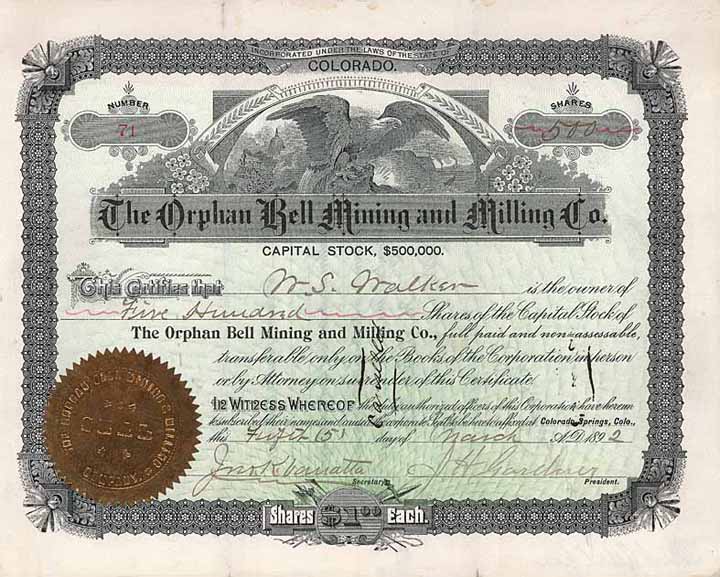 INCORPORATED UNDER THE LAWS OF THE STATE OF
COLORADO.
NUMBER
71
SHARES
500
The Orphan Bell Mining and Milling Co.
CAPITAL STOCK, $500,000.
This Certifies that W. S. Walker is the owner of
Five Hundred Shares of the Capital Stock of
The Orphan Bell Mining and Milling Co., full paid and non-assessable,
transferable only on the Books of the Corporation in person
or by Attorney on surrender of this Certificate.
In Witness Whereof the duly authorized officers of this Corporation have hereun
to subscribed their names and caused the corporate Seal to be hereto affixed at Colorado Springs, Colo.,
this day of March A.D. 1892
Secretary.
J H Gardner
President.
Shares $1.00 Each.
SEAL